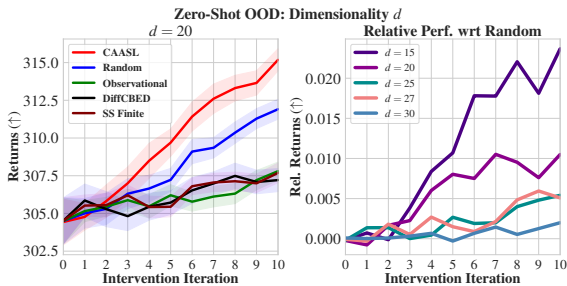 Zero-Shot OOD: Dimensionality d
d = 20
Relative Perf. wrt Random
Returns (↑)
317.5
315.0
312.5
310.0
307.5
305.0
302.5
CAASL
Random
Observational
DiffCBED
SS Finite
0 1 2 3 4 5 6 7 8 9 10
Intervention Iteration
Rel. Returns (↑)
0.020
0.015
0.010
0.005
0.000
d = 15
d = 20
d = 25
d = 27
d = 30
0 1 2 3 4 5 6 7 8 9 10
Intervention Iteration